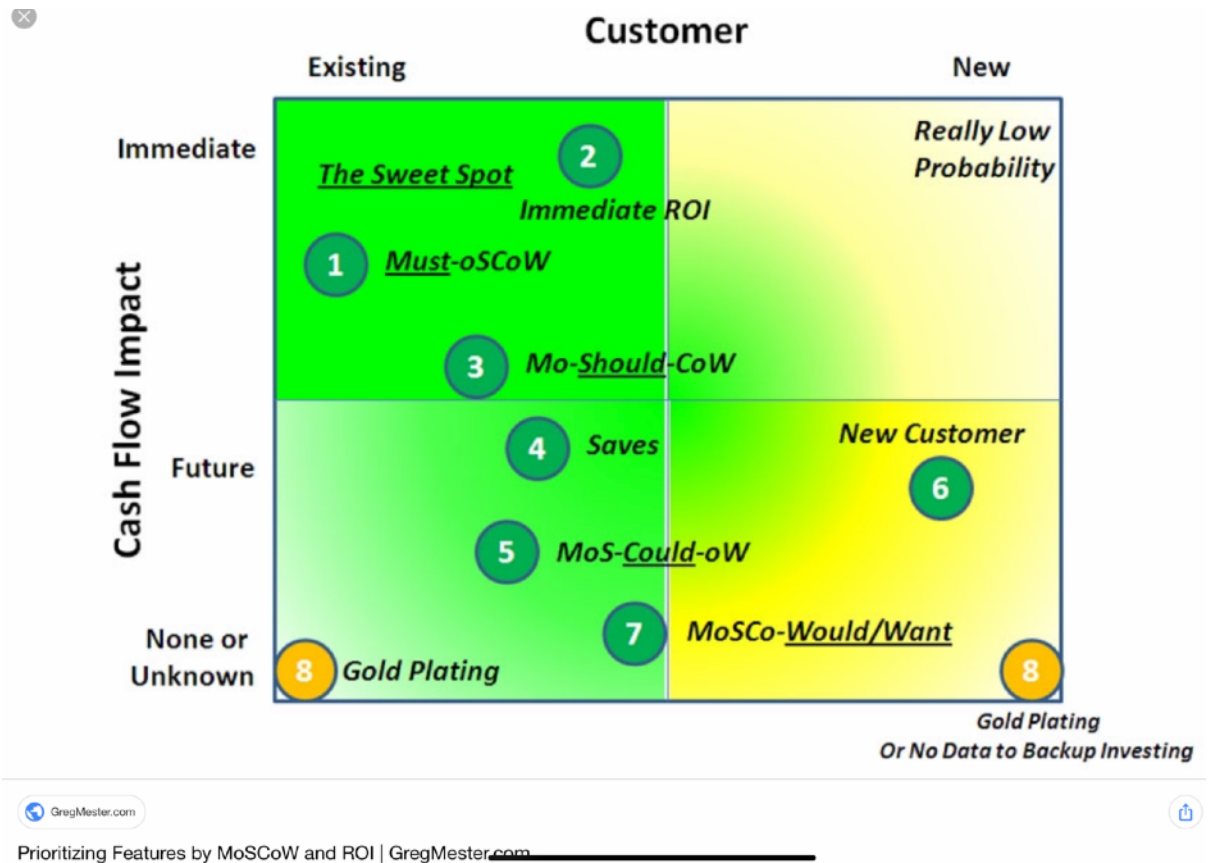 Customer
Existing
New
Immediate
Cash Flow Impact
Future
None or
Unknown
The Sweet Spot
2
Immediate ROI
Really Low
Probability
1
Must-oSCoW
3
Mo-Should-CoW
4
Saves
New Customer
6
5
MoS-Could-oW
7
MoSCo-Would/Want
8
Gold Plating
8
Gold Plating
Or No Data to Backup Investing
GregMester.com
Prioritizing Features by MoSCoW and ROI | GregMester.com